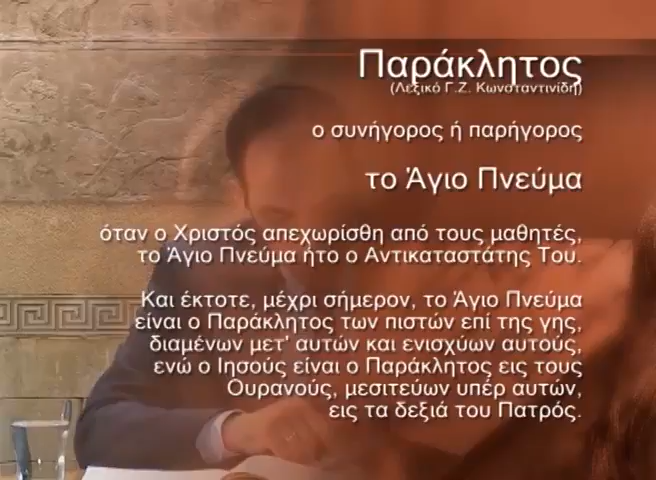 Παράκλητος
(Λεξικό Γ.Ζ. Κωνσταντινίδη)
ο συνήγορος ή παρήγορος
το Άγιο Πνεύμα
όταν ο Χριστός απεχωρίσθη από τους μαθητές,
το Άγιο Πνεύμα ήτο ο Αντικαταστάτης Του.
Και έκτοτε, μέχρι σήμερον, το Άγιο Πνεύμα
είναι ο Παράκλητος των πιστών επί της γης,
διαμένων μετ' αυτών και ενισχύων αυτούς,
ενώ ο Ιησούς είναι ο Παράκλητος εις τους
Ουρανούς, μεσιτεύων υπέρ αυτών,
εις τα δεξιά του Πατρός.